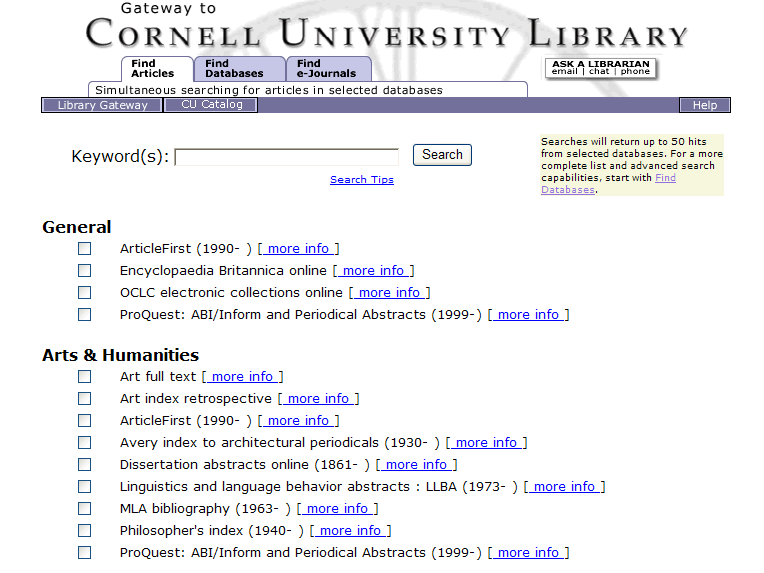 Gateway to
CORNELL UNIVERSITY LIBRARY
Find Articles
Find Databases
Find e-Journals
ASK A LIBRARIAN
email | chat | phone
Simultaneous searching for articles in selected databases
Library Gateway
CU Catalog
Help
Keyword(s):
Search
Search Tips
Searches will return up to 50 hits
from selected databases. For a more
complete list and advanced search
capabilities, start with Find
Databases.
General
ArticleFirst (1990- ) [ more info ]
Encyclopaedia Britannica online [ more info ]
OCLC electronic collections online [ more info ]
ProQuest: ABI/Inform and Periodical Abstracts (1999-) [ more info ]
Arts & Humanities
Art full text [ more info ]
Art index retrospective [ more info ]
ArticleFirst (1990- ) [ more info ]
Avery index to architectural periodicals (1930- ) [ more info ]
Dissertation abstracts online (1861- ) [ more info ]
Linguistics and language behavior abstracts : LLBA (1973- ) [ more info ]
MLA bibliography (1963- ) [ more info ]
Philosopher's index (1940- ) [ more info ]
ProQuest: ABI/Inform and Periodical Abstracts (1999-) [ more info ]